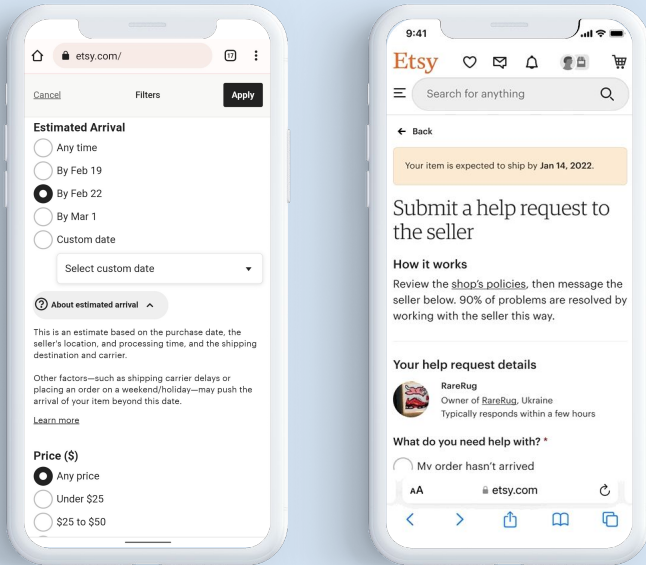 etsy.com/
17
Cancel
Filters
Apply
Estimated Arrival
Any time
By Feb 19
By Feb 22
By Mar 1
Custom date
Select custom date
? About estimated arrival
This is an estimate based on the purchase date, the
seller's location, and processing time, and the shipping
destination and carrier.
Other factors—such as shipping carrier delays or
placing an order on a weekend/holiday—may push the
arrival of your item beyond this date.
Learn more
Price ($)
Any price
Under $25
$25 to $50
9:41
Etsy
Search for anything
Back
Your item is expected to ship by Jan 14, 2022.
Submit a help request to
the seller
How it works
Review the shop's policies, then message the
seller below. 90% of problems are resolved by
working with the seller this way.
Your help request details
RareRug
Owner of RareRug, Ukraine
Typically responds within a few hours
What do you need help with? *
My order hasn't arrived
AA
etsy.com